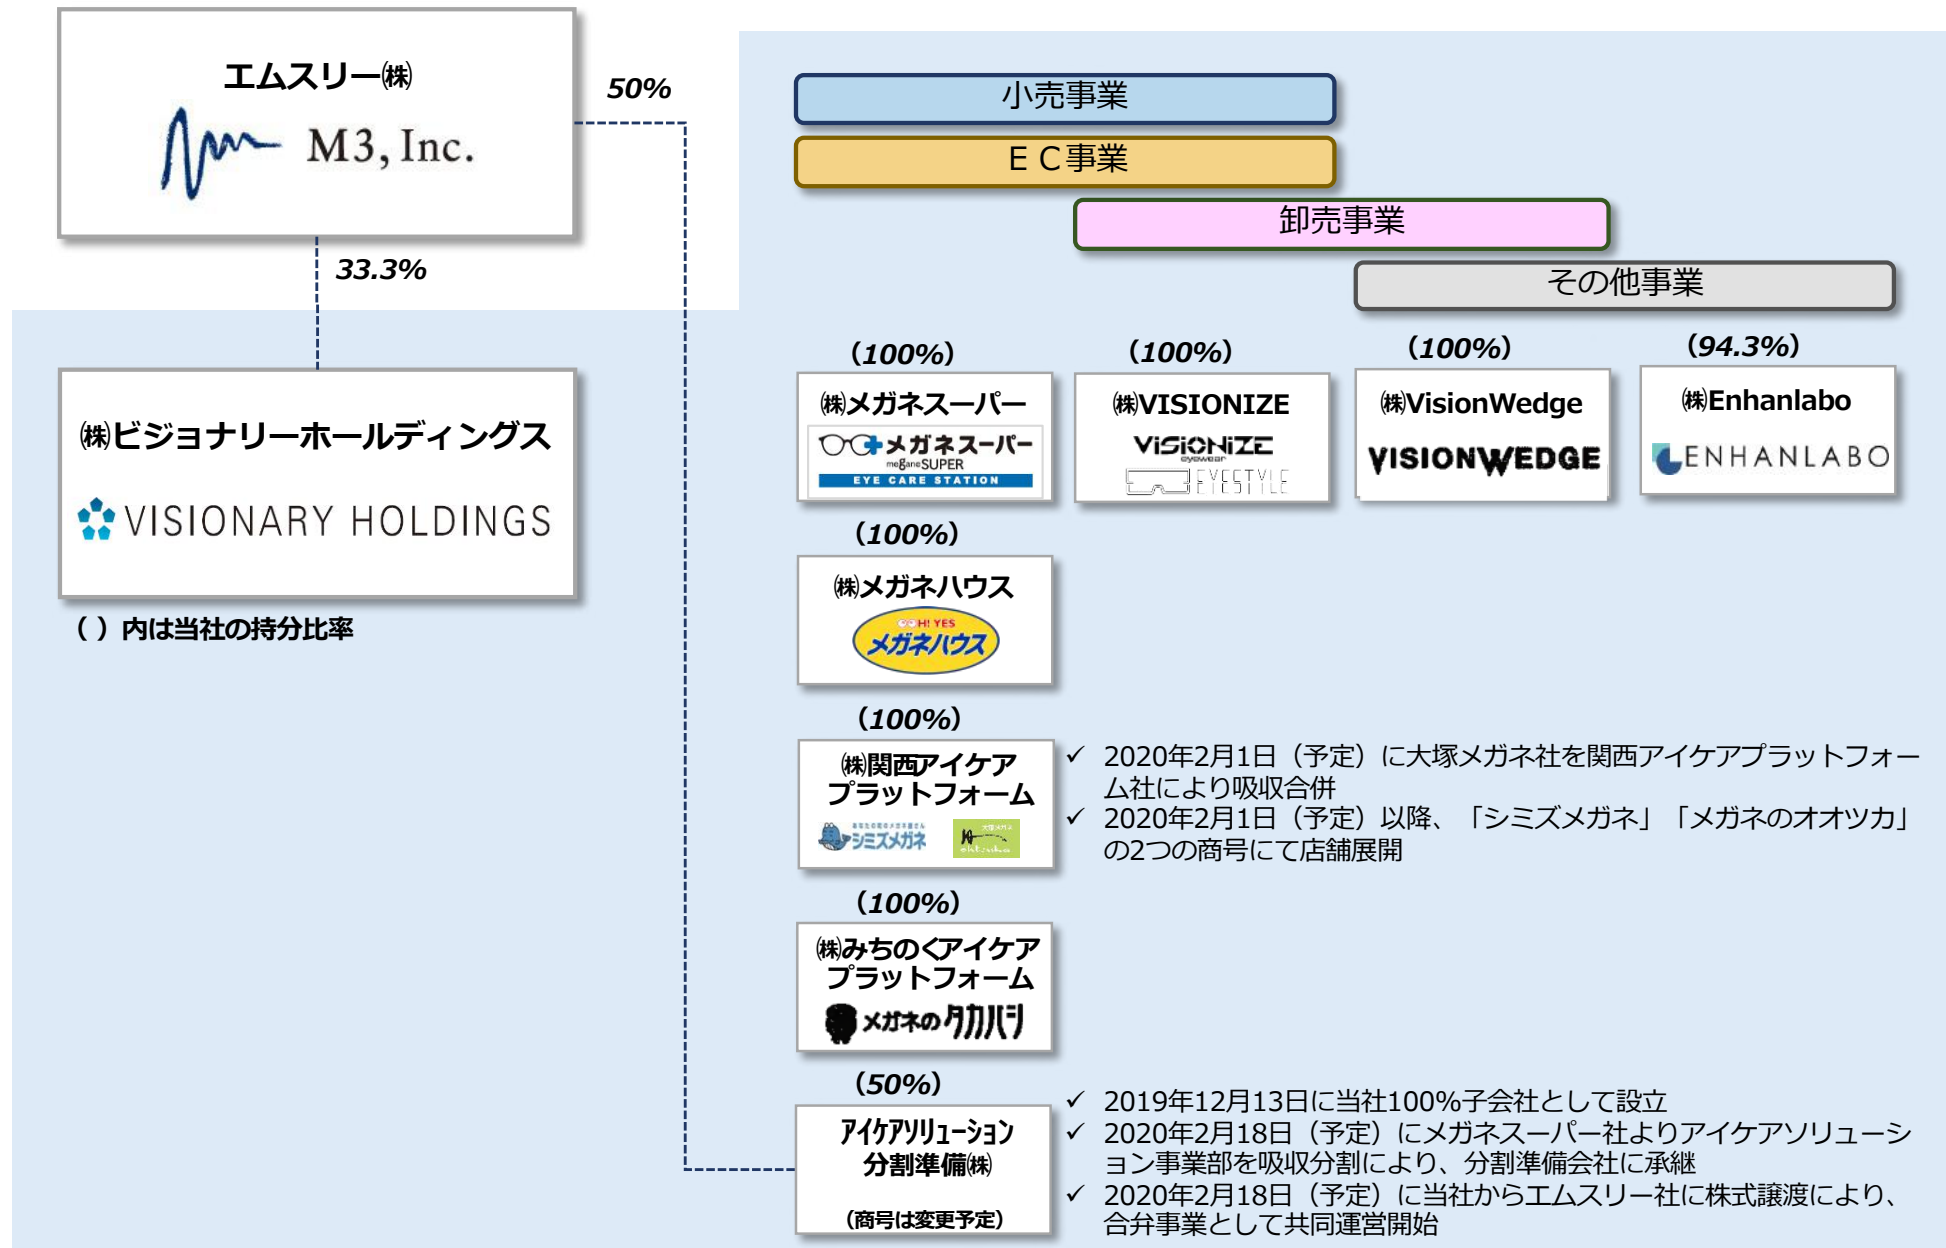 エムスリー㈱
M3, Inc.
50%
33.3%
㈱ビジョナリーホールディングス
VISIONARY HOLDINGS
（ ）内は当社の持分比率
小売事業
ＥＣ事業
卸売事業
その他事業
（100%）
㈱メガネスーパー
メガネスーパー
meganeSUPER
EYE CARE STATION
（100%）
㈱VISIONIZE
ViSiONiZE
eyewear
EYESTYLE
（100%）
㈱VisionWedge
VISIONWEDGE
（94.3%）
㈱Enhanlabo
ENHANLABO
（100%）
㈱メガネハウス
OH! YES
メガネハウス
（100%）
㈱関西アイケア
プラットフォーム
あなたの町のメガネ屋さん
シミズメガネ
大塚メガネ
✓ 2020年2月1日（予定）に大塚メガネ社を関西アイケアプラットフォー
ム社により吸収合併
✓ 2020年2月1日（予定）以降、「シミズメガネ」「メガネのオオツカ」
の2つの商号にて店舗展開
（100%）
㈱みちのくアイケア
プラットフォーム
メガネのタカハシ
（50%）
ｱｲｹｱｿﾘｭｰｼｮﾝ
分割準備㈱
（商号は変更予定）
✓ 2019年12月13日に当社100%子会社として設立
✓ 2020年2月18日（予定）にメガネスーパー社よりアイケアソリューシ
ョン事業部を吸収分割により、分割準備会社に承継
✓ 2020年2月18日（予定）に当社からエムスリー社に株式譲渡により、
合弁事業として共同運営開始